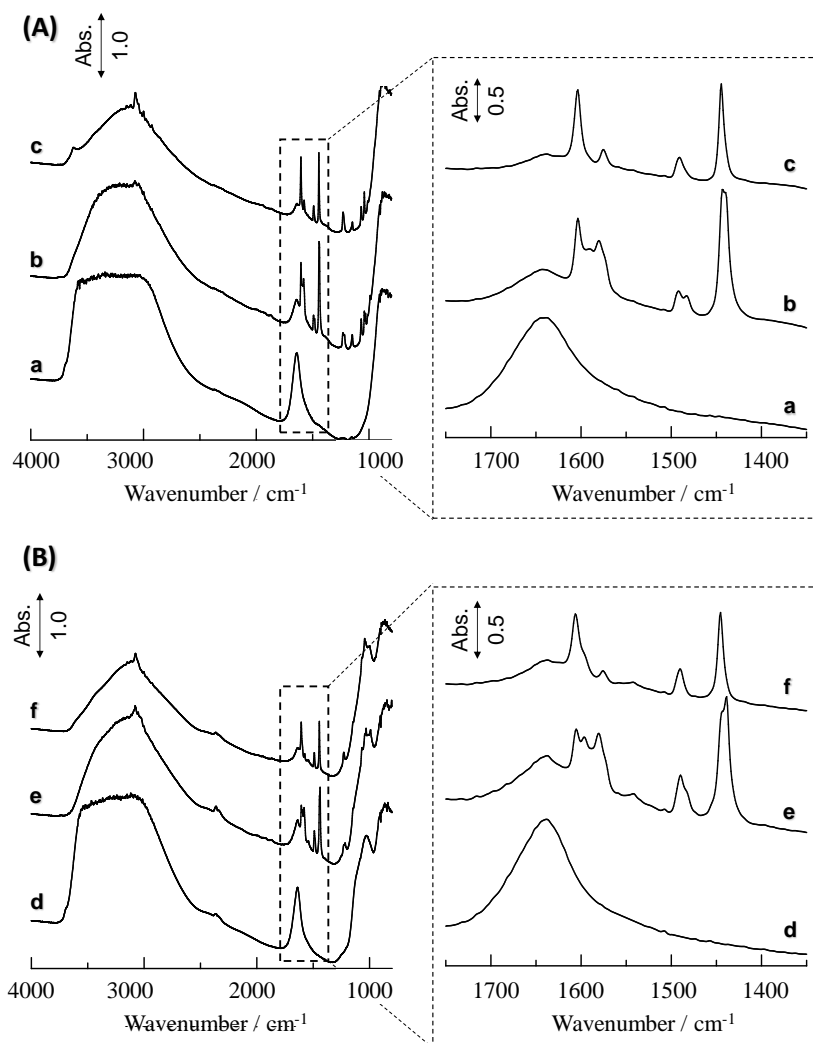 (A)
Abs.
1.0
c
b
a
4000 3000 2000 1000
Wavenumber / cm-1
Abs.
0.5
c
b
a
1700 1600 1500 1400
Wavenumber / cm-1
(B)
Abs.
1.0
f
e
d
4000 3000 2000 1000
Wavenumber / cm-1
Abs.
0.5
f
e
d
1700 1600 1500 1400
Wavenumber / cm-1